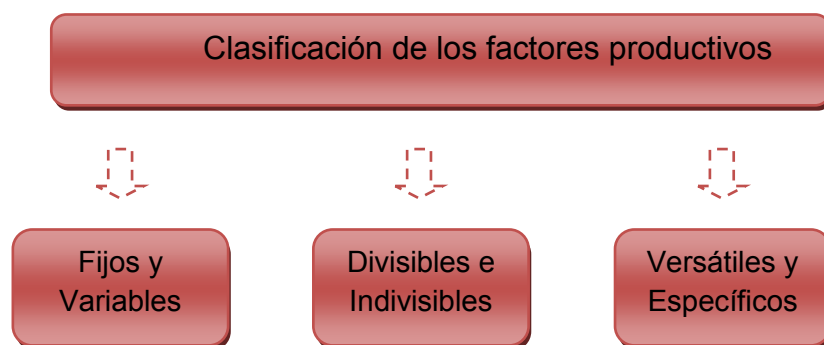 Clasificación de los factores productivos
Fijos y
Variables
Divisibles e
Indivisibles
Versátiles y
Específicos